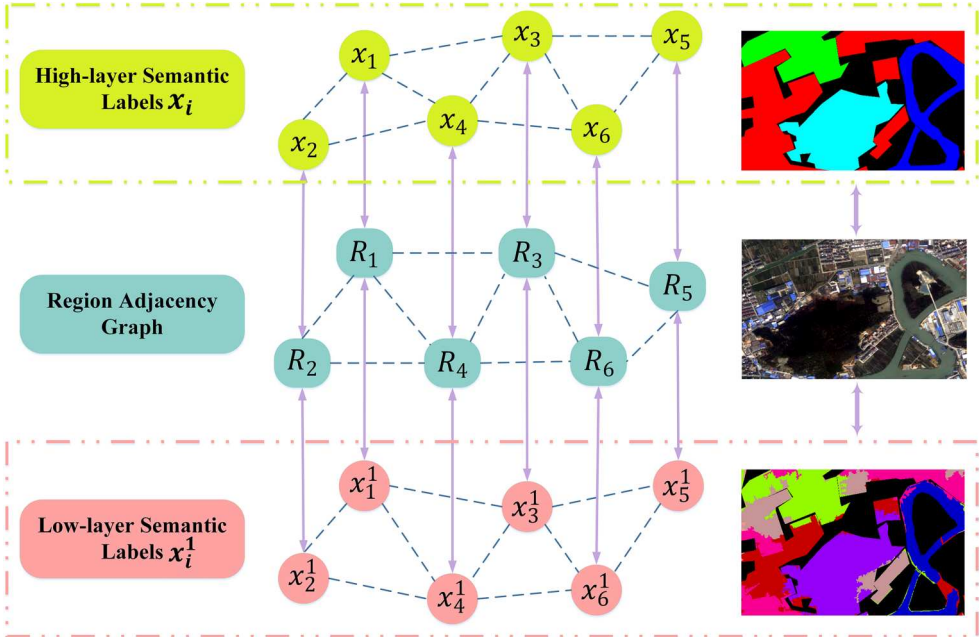 High-layer Semantic
Labels x_i
x_1
x_3
x_5
x_2
x_4
x_6
Region Adjacency
Graph
R_1
R_3
R_5
R_2
R_4
R_6
Low-layer Semantic
Labels x_i^1
x_1^1
x_3^1
x_5^1
x_2^1
x_4^1
x_6^1